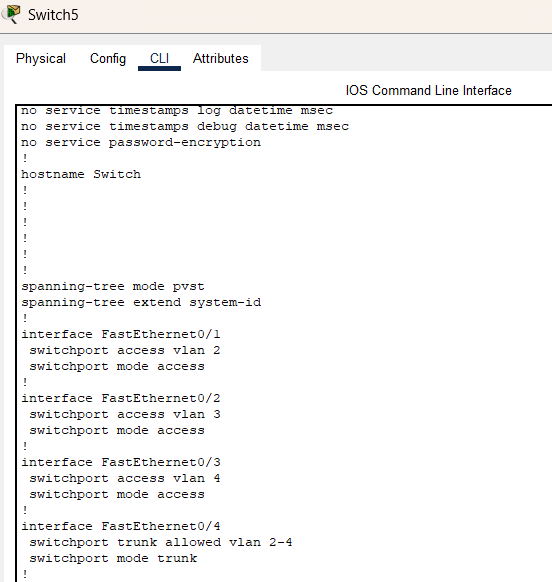 Switch5
Physical Config CLI Attributes
IOS Command Line Interface
no service timestamps log datetime msec
no service timestamps debug datetime msec
no service password-encryption
!
hostname Switch
!
!
!
!
!
!
spanning-tree mode pvst
spanning-tree extend system-id
!
interface FastEthernet0/1
 switchport access vlan 2
 switchport mode access
!
interface FastEthernet0/2
 switchport access vlan 3
 switchport mode access
!
interface FastEthernet0/3
 switchport access vlan 4
 switchport mode access
!
interface FastEthernet0/4
 switchport trunk allowed vlan 2-4
 switchport mode trunk
!